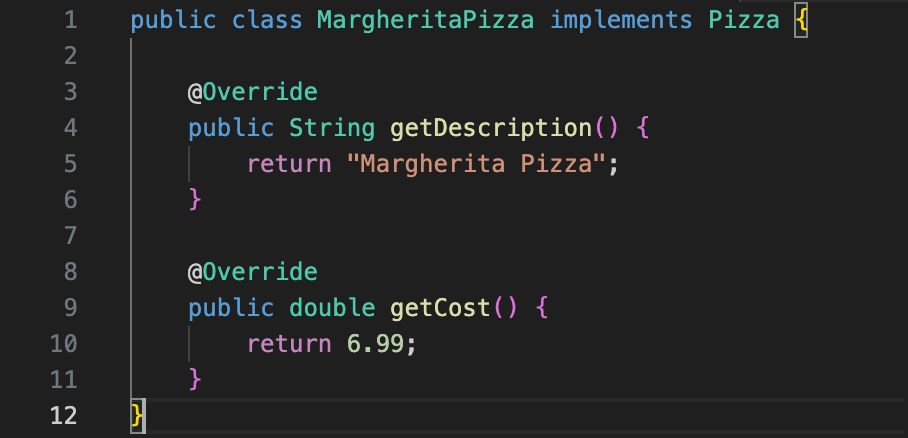 1 public class MargheritaPizza implements Pizza {
2
3     @Override
4     public String getDescription() {
5         return "Margherita Pizza";
6     }
7
8     @Override
9     public double getCost() {
10         return 6.99;
11     }
12 }